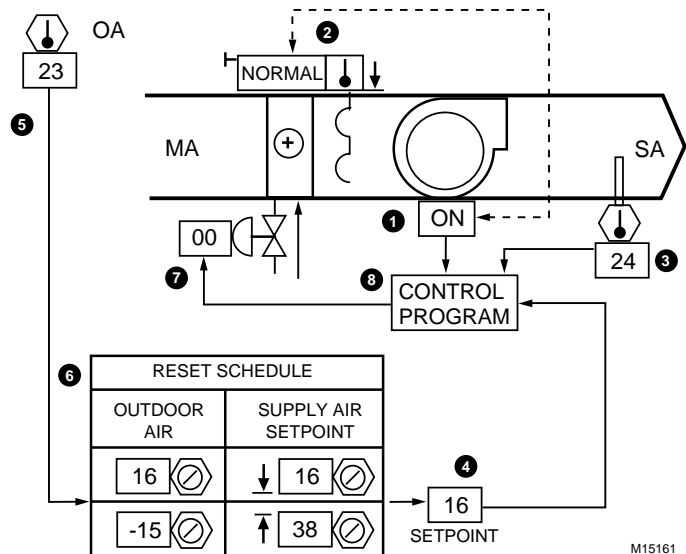 OA
2
23
NORMAL
5
MA
+
SA
1
ON
00
24
3
7
8
CONTROL
PROGRAM
6
RESET SCHEDULE
OUTDOOR
AIR
SUPPLY AIR
SETPOINT
16
16
-15
38
4
16
SETPOINT
M15161